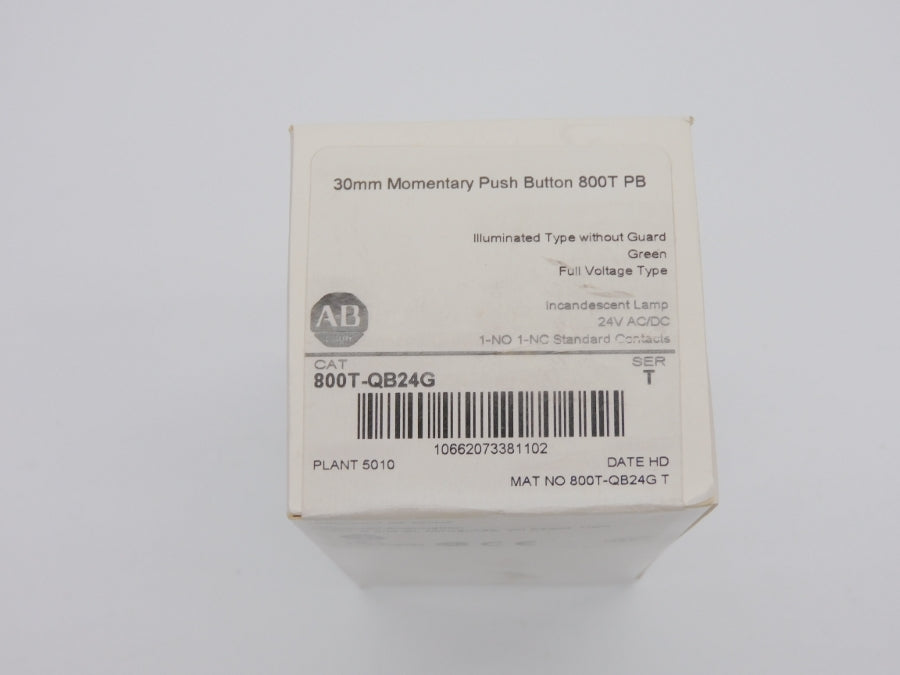 30mm Momentary Push Button 800T PB
Illuminated Type without Guard
Green
Full Voltage Type
Incandescent Lamp
24V AC/DC
1-NO 1-NC Standard Contacts
AB
CAT
800T-QB24G
SER
T
10662073381102
PLANT 5010
DATE HD
MAT NO 800T-QB24G T